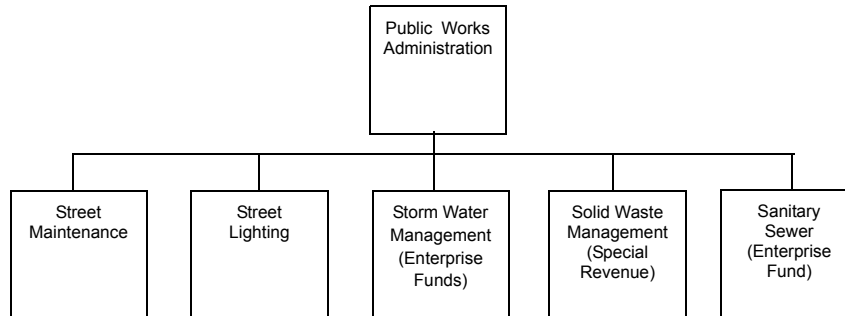 Public Works
Administration
Street
Maintenance
Street
Lighting
Storm Water
Management
(Enterprise
Funds)
Solid Waste
Management
(Special
Revenue)
Sanitary
Sewer
(Enterprise
Fund)